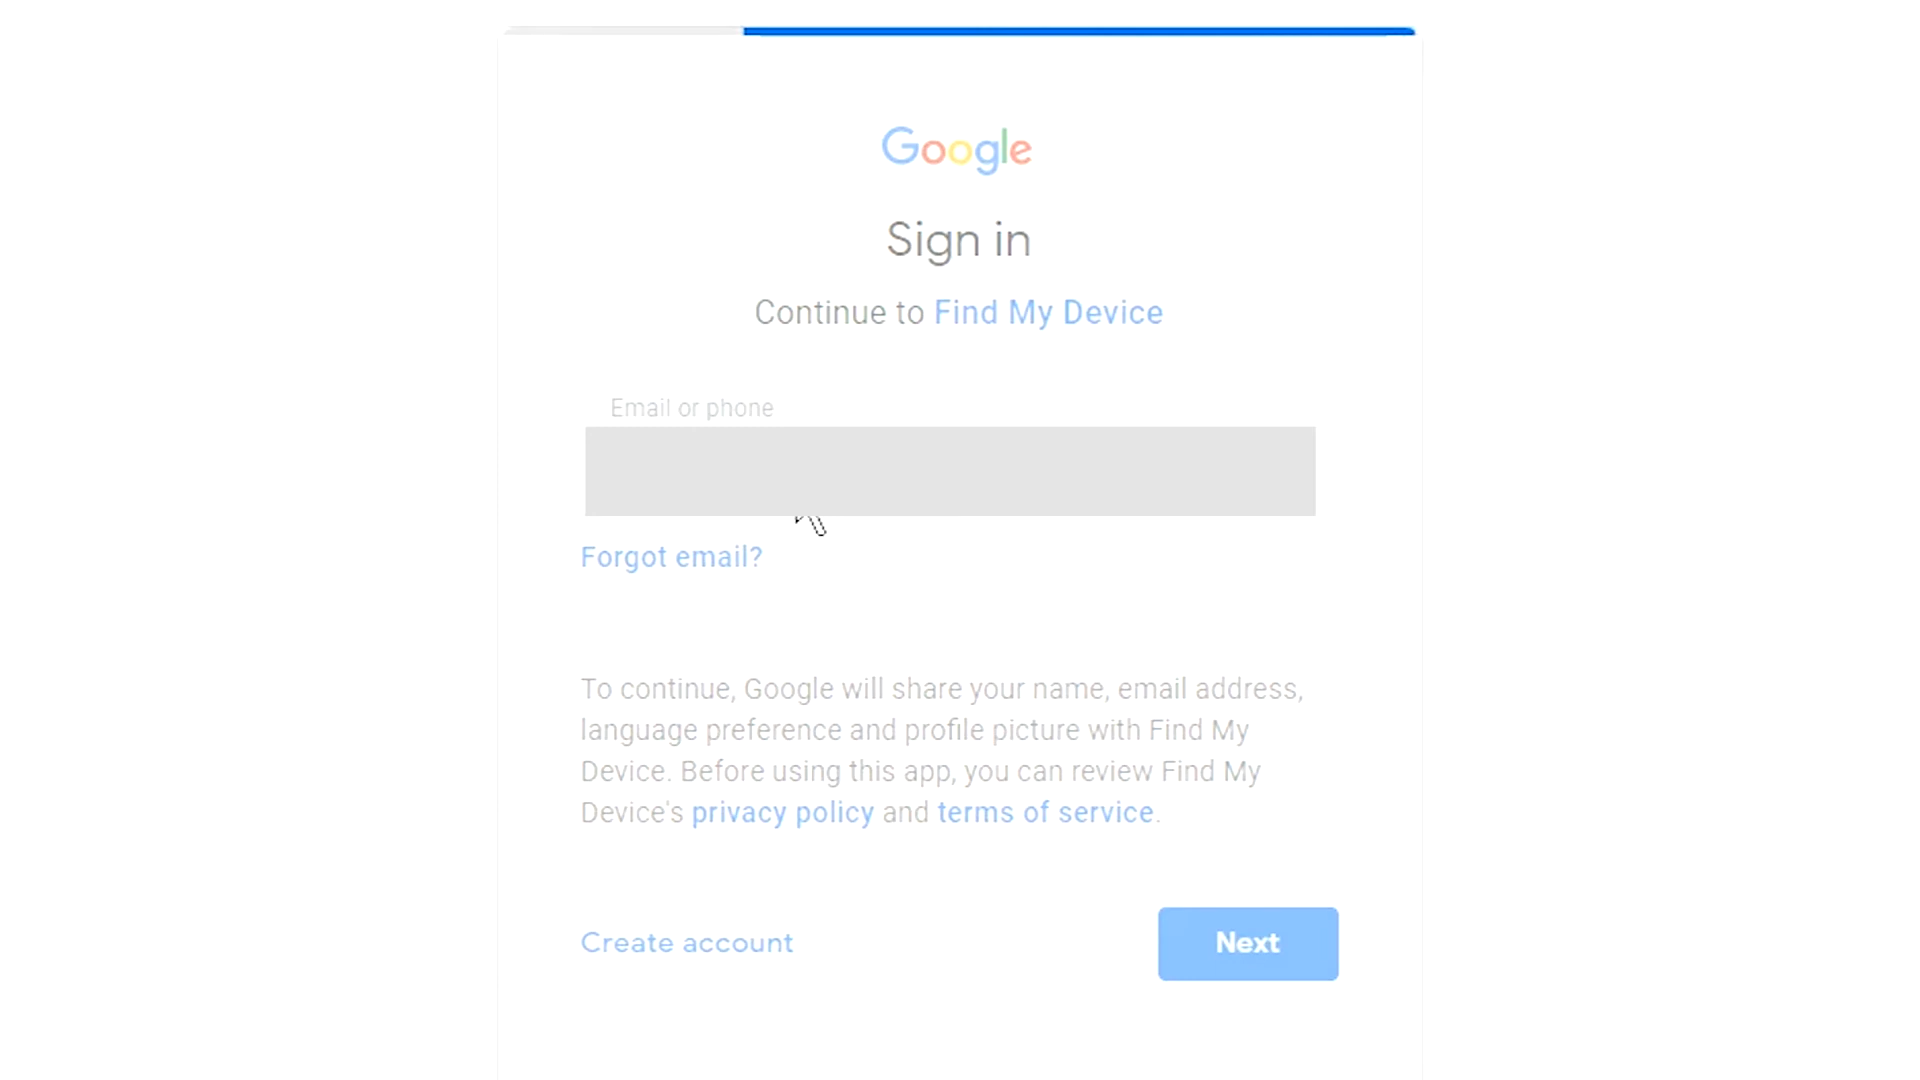 Google
Sign in
Continue to Find My Device
Email or phone
Forgot email?
To continue, Google will share your name, email address,
language preference and profile picture with Find My
Device. Before using this app, you can review Find My
Device's privacy policy and terms of service.
Create account
Next